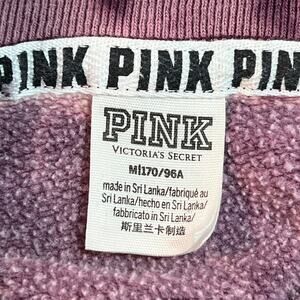 PINK PINK PIN
PINK
VICTORIA'S SECRET
M|170/96A
made in Sri Lanka/fabriqué au
Sri Lanka/hecho en Sri Lanka/
fabbricato in Sri Lanka/
斯里兰卡制造